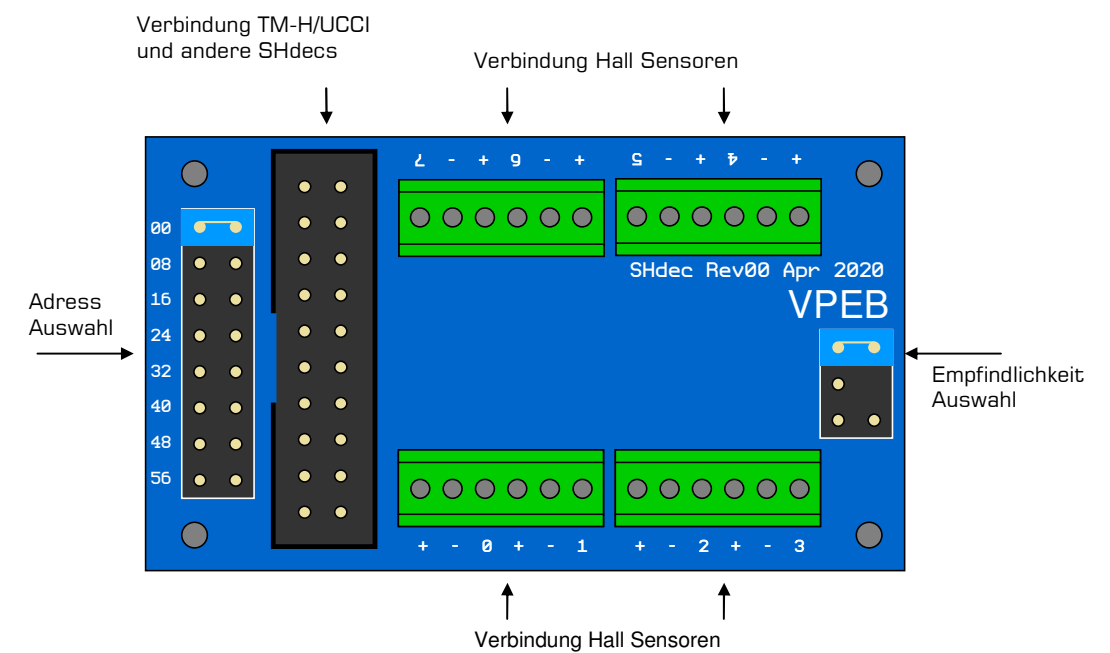 Verbindung TM-H/UCCI
und andere SHdecs
Verbindung Hall Sensoren
7 - + 6 - +
5 - + 4 - +
00
08
16
24
32
40
48
56
Adress
Auswahl
SHdec Rev00 Apr 2020
VPEB
Empfindlichkeit
Auswahl
+ - 0 + - 1
+ - 2 + - 3
Verbindung Hall Sensoren